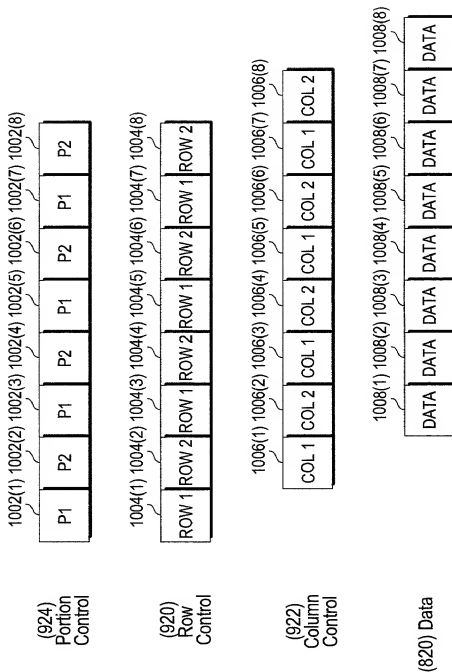 (924)
Portion
Control
1002(1) 1002(2) 1002(3) 1002(4) 1002(5) 1002(6) 1002(7) 1002(8)
P1 P2 P1 P2 P1 P2 P1 P2
(920)
Row
Control
1004(1) 1004(2) 1004(3) 1004(4) 1004(5) 1004(6) 1004(7) 1004(8)
ROW 1 ROW 2 ROW 1 ROW 2 ROW 1 ROW 2 ROW 1 ROW 2
(922)
Column
Control
1006(1) 1006(2) 1006(3) 1006(4) 1006(5) 1006(6) 1006(7) 1006(8)
COL 1 COL 2 COL 1 COL 2 COL 1 COL 2 COL 1 COL 2
(820) Data
1008(1) 1008(2) 1008(3) 1008(4) 1008(5) 1008(6) 1008(7) 1008(8)
DATA DATA DATA DATA DATA DATA DATA DATA